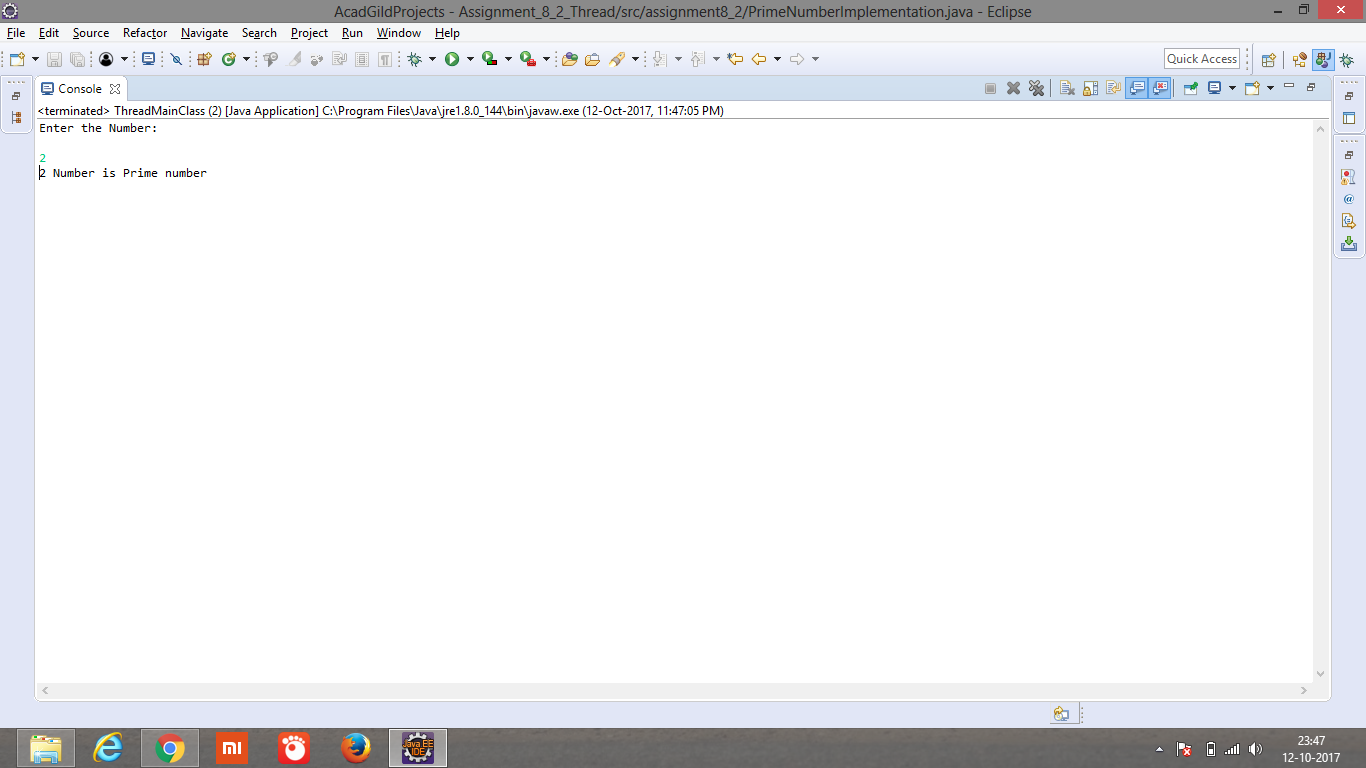 AcadGildProjects - Assignment_8_2_Thread/src/assignment8_2/PrimeNumberImplementation.java - Eclipse
File Edit Source Refactor Navigate Search Project Run Window Help
Quick Access
Console
<terminated> ThreadMainClass (2) [Java Application] C:\Program Files\Java\jre1.8.0_144\bin\javaw.exe (12-Oct-2017, 11:47:05 PM)
Enter the Number:
2
2 Number is Prime number
mi
Java EE
IDE
23:47
12-10-2017